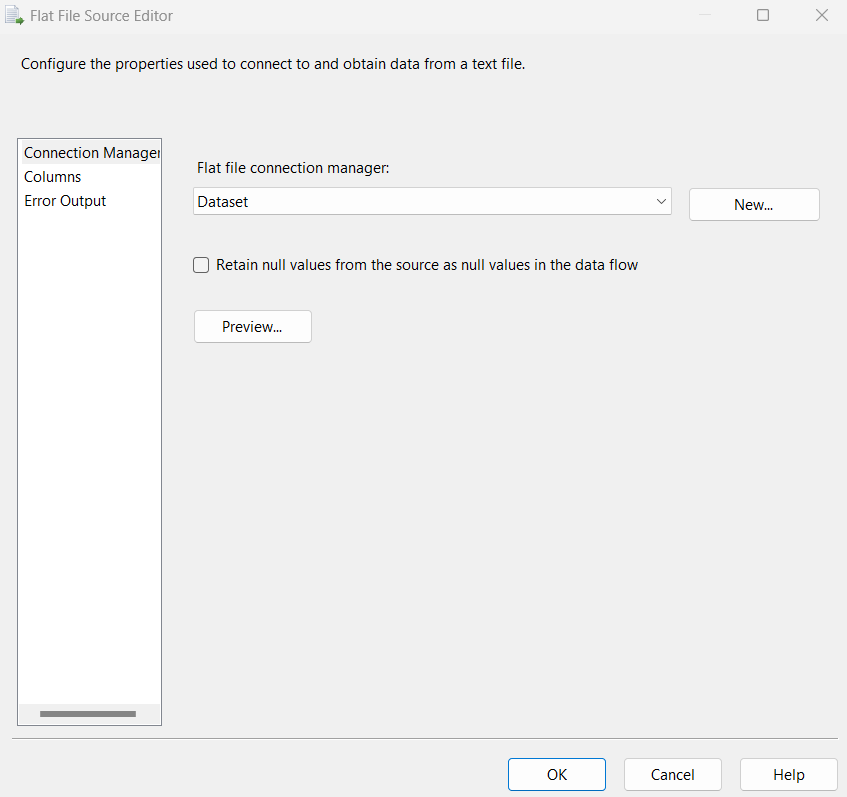 Flat File Source Editor
Configure the properties used to connect to and obtain data from a text file.
Connection Manager
Columns
Error Output
Flat file connection manager:
Dataset
New...
Retain null values from the source as null values in the data flow
Preview...
OK
Cancel
Help